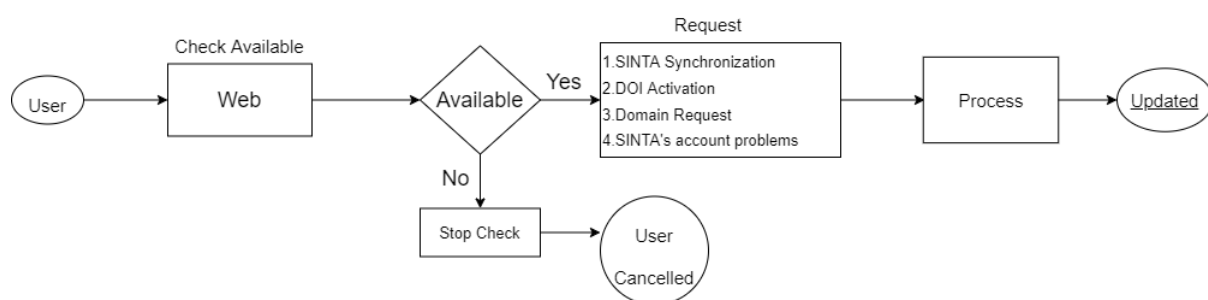 Request
Check Available
User
Web
Available
Yes
1.SINTA Synchronization
2.DOI Activation
3.Domain Request
4.SINTA's account problems
Process
Updated
No
Stop Check
User
Cancelled